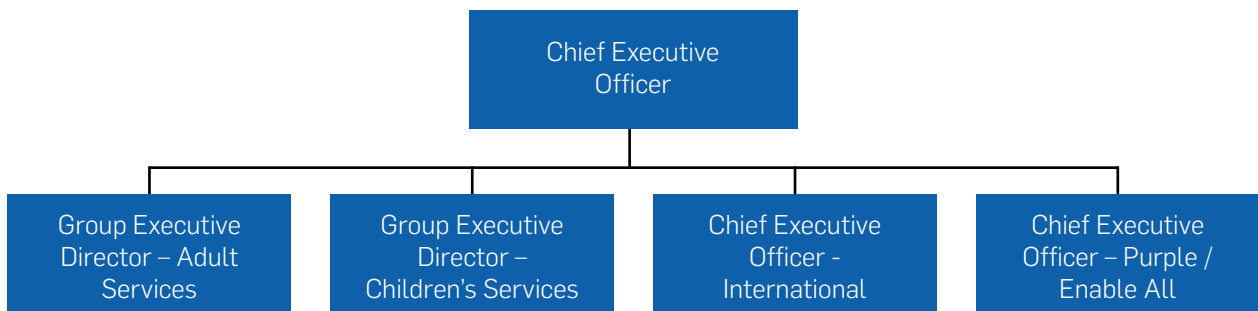 Chief Executive
Officer
Group Executive
Director – Adult
Services
Group Executive
Director –
Children's Services
Chief Executive
Officer -
International
Chief Executive
Officer – Purple /
Enable All